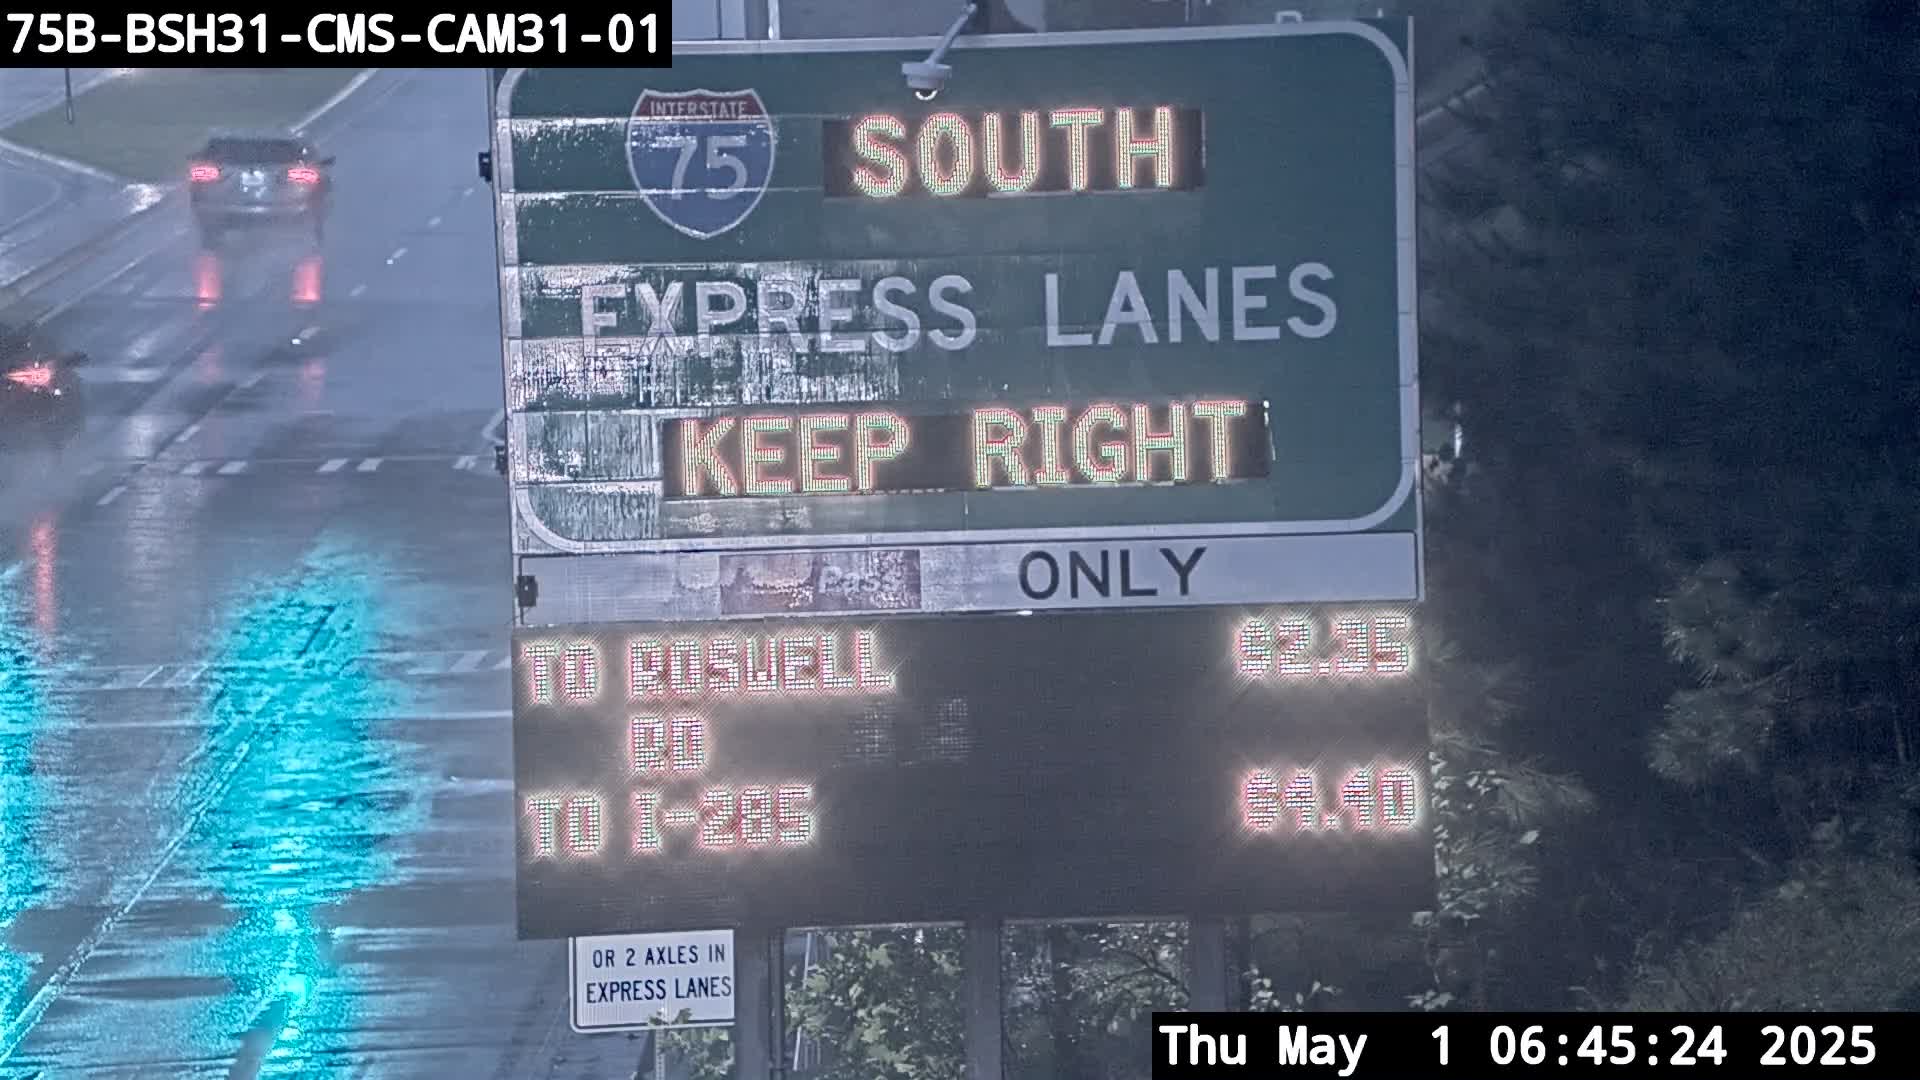 75B-BSH31-CMS-CAM31-01
INTERSTATE
75
SOUTH
EXPRESS LANES
KEEP RIGHT
Pass
ONLY
TO ROSWELL $2.35
RD
TO I-285 $4.40
OR 2 AXLES IN
EXPRESS LANES
Thu May 1 06:45:24 2025